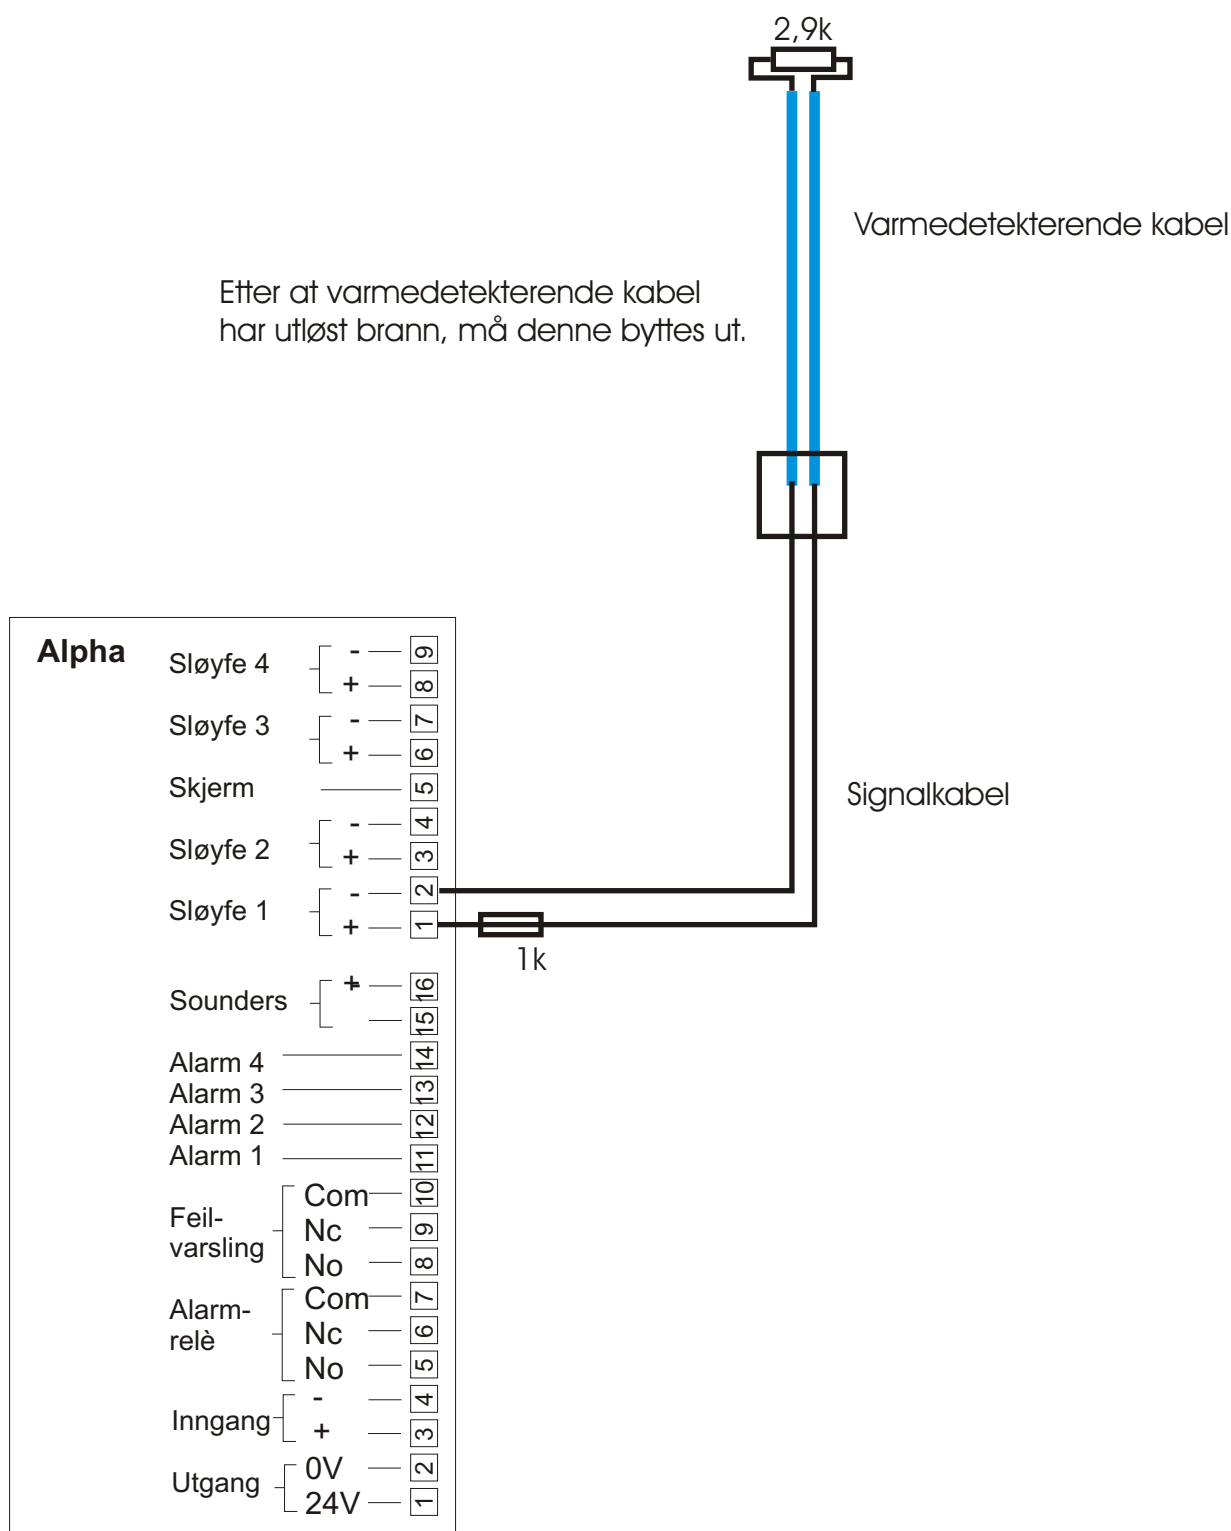 2,9k
Varmedetekterende kabel
Etter at varmedetekterende kabel
har utløst brann, må denne byttes ut.
Signalkabel
1k
Alpha
Sløyfe 4 - 9
+ 8
Sløyfe 3 - 7
+ 6
Skjerm 5
Sløyfe 2 - 4
+ 3
Sløyfe 1 - 2
+ 1
Sounders + - 16
15
Alarm 4 14
Alarm 3 13
Alarm 2 12
Alarm 1 11
Feil-
varsling
Com 10
Nc 9
No 8
Alarm-
relè
Com 7
Nc 6
No 5
Inngang - 4
+ 3
Utgang 0V 2
24V 1